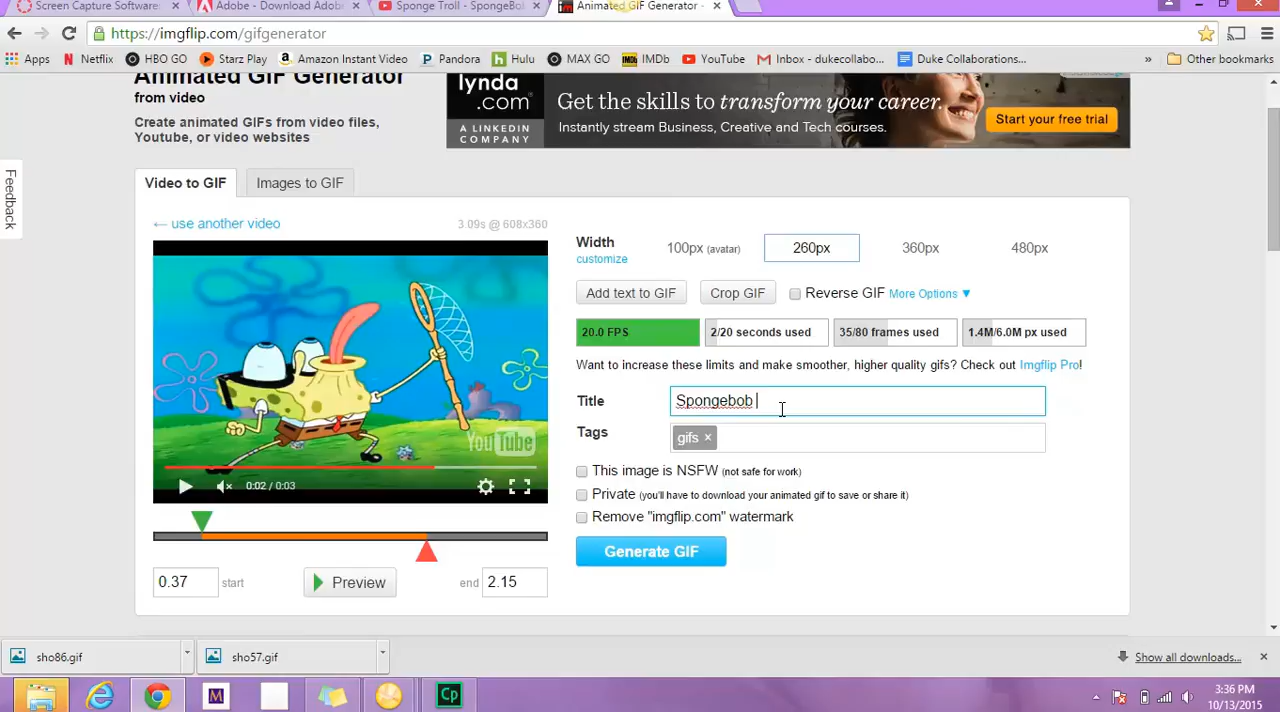 Screen Capture Software
Adobe - Download Adobe
Sponge Troll - SpongeBo
Animated GIF Generator -
https://imgflip.com/gifgenerator
Apps Netflix HBO GO Starz Play Amazon Instant Video Pandora Hulu MAX GO IMDb YouTube Inbox - dukecollabo... Duke Collaborations... » Other bookmarks
Animated GIF Generator
from video
Create animated GIFs from video files,
Youtube, or video websites
lynda
.com
A LINKEDIN
COMPANY
Get the skills to transform your career.
Instantly stream Business, Creative and Tech courses.
Start your free trial
Feedback
Video to GIF Images to GIF
← use another video 3.09s @ 608x360
YouTube
0:02 / 0:03
0.37 start Preview end 2.15
Width
customize
100px (avatar) 260px 360px 480px
Add text to GIF Crop GIF Reverse GIF More Options ▼
20.0 FPS 2/20 seconds used 35/80 frames used 1.4M/6.0M px used
Want to increase these limits and make smoother, higher quality gifs? Check out Imgflip Pro!
Title Spongebob
Tags gifs ×
This image is NSFW (not safe for work)
Private (you'll have to download your animated gif to save or share it)
Remove "imgflip.com" watermark
Generate GIF
sho86.gif sho57.gif Show all downloads...
M Cp
3:36 PM
10/13/2015